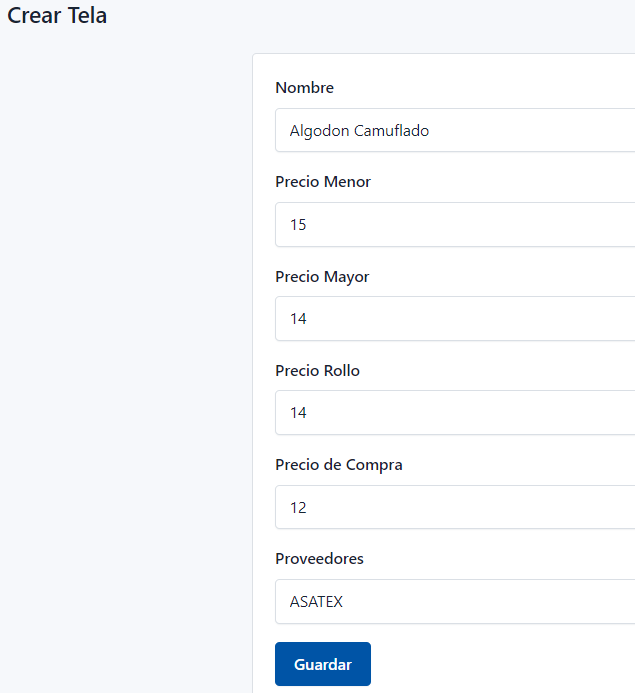 Crear Tela
Nombre
Algodon Camuflado
Precio Menor
15
Precio Mayor
14
Precio Rollo
14
Precio de Compra
12
Proveedores
ASATEX
Guardar